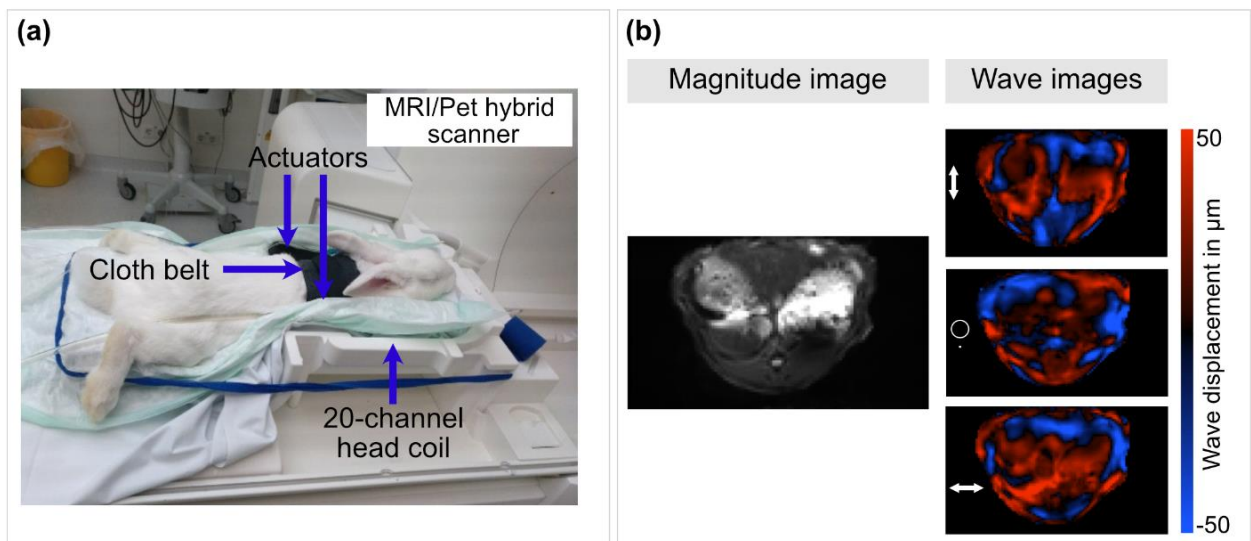 (a)
MRI/Pet hybrid
scanner
Actuators
Cloth belt
20-channel
head coil
(b)
Magnitude image
Wave images
50
Wave displacement in µm
-50